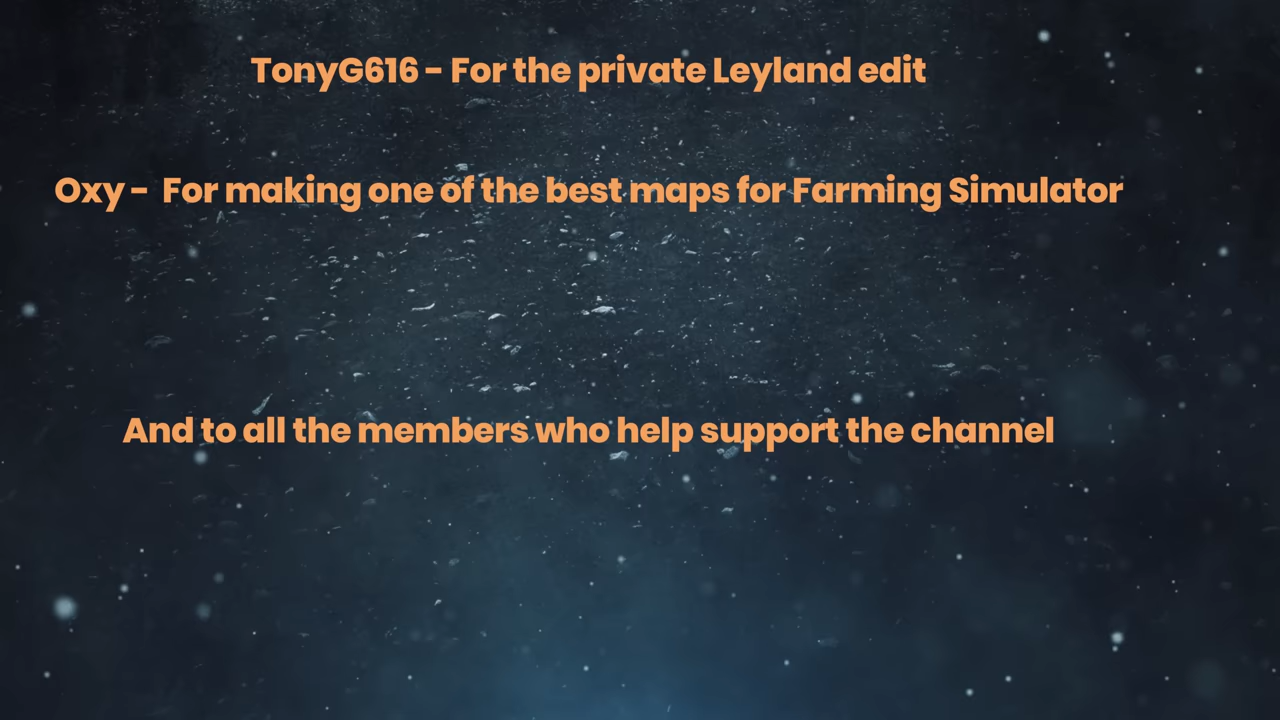 TonyG616 - For the private Leyland edit
Oxy - For making one of the best maps for Farming Simulator
And to all the members who help support the channel